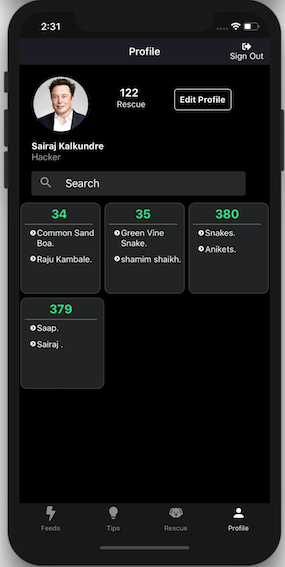 2:31
Profile
Sign Out
122
Rescue
Edit Profile
Sairaj Kalkundre
Hacker
Search
34
Common Sand
Boa.
Raju Kambale.
35
Green Vine
Snake.
shamim shaikh.
380
Snakes.
Anikets.
379
Saap.
Sairaj .
Feeds
Tips
Rescue
Profile